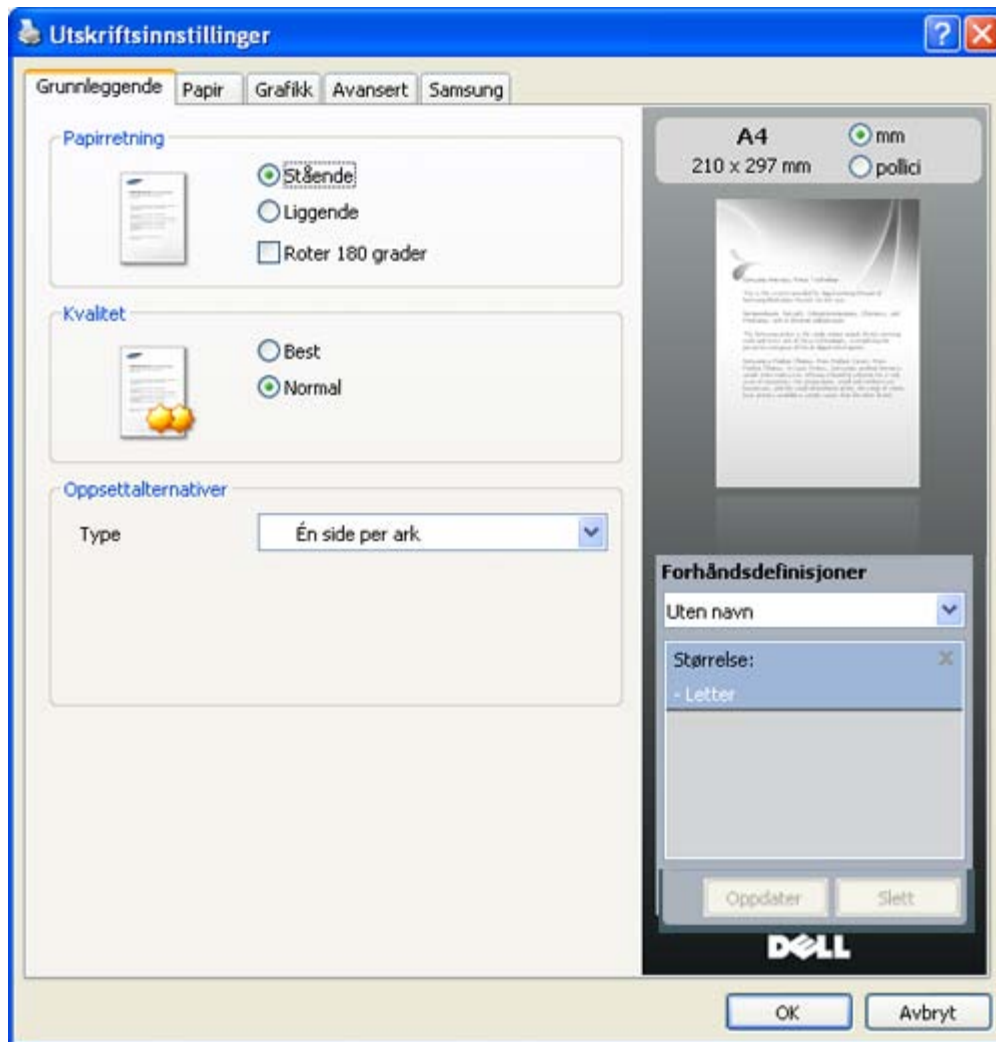 Utskriftsinnstillinger
Grunnleggende Papir Grafikk Avansert Samsung
Papirretning
Stående
Liggende
Roter 180 grader
Kvalitet
Best
Normal
Oppsettalternativer
Type Én side per ark
A4 mm
210 x 297 mm pollici
Forhåndsdefinisjoner
Uten navn
Størrelse:
- Letter
Oppdater Slett
DELL
OK Avbryt